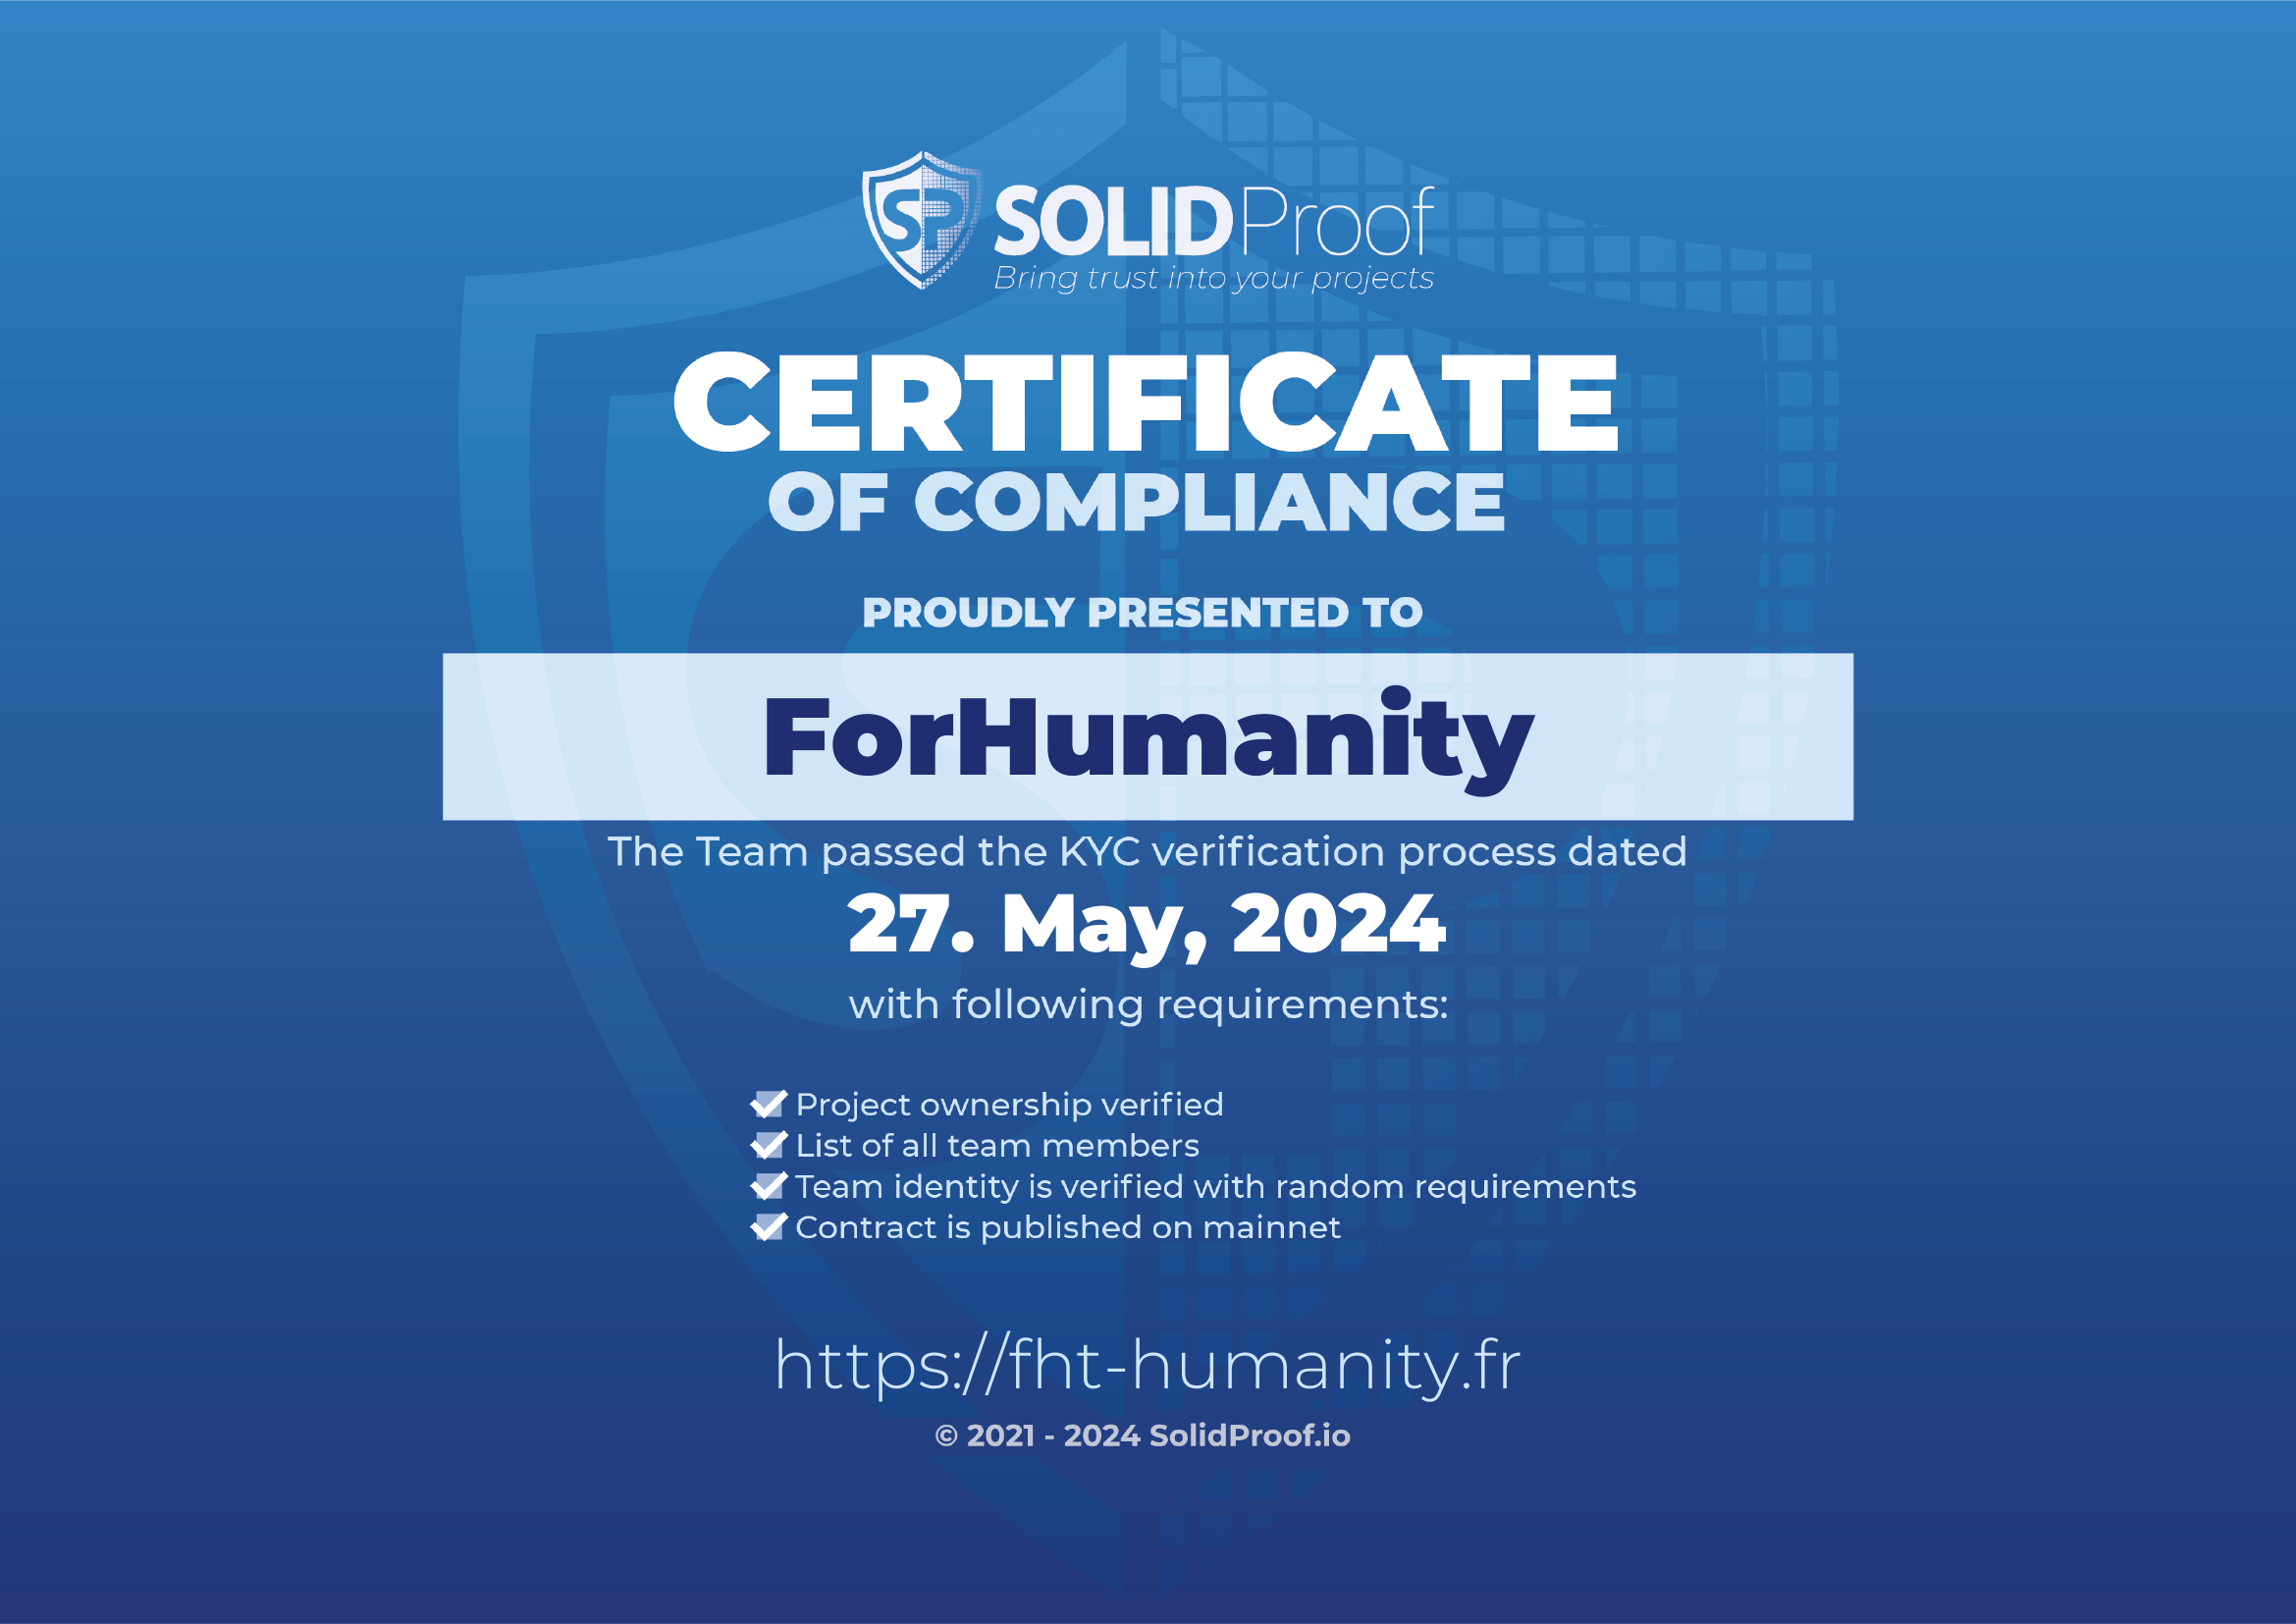 SP SOLIDProof
Bring trust into your projects
CERTIFICATE
OF COMPLIANCE
PROUDLY PRESENTED TO
ForHumanity
The Team passed the KYC verification process dated
27. May, 2024
with following requirements:
Project ownership verified
List of all team members
Team identity is verified with random requirements
Contract is published on mainnet
https://fht-humanity.fr
© 2021 - 2024 SolidProof.io